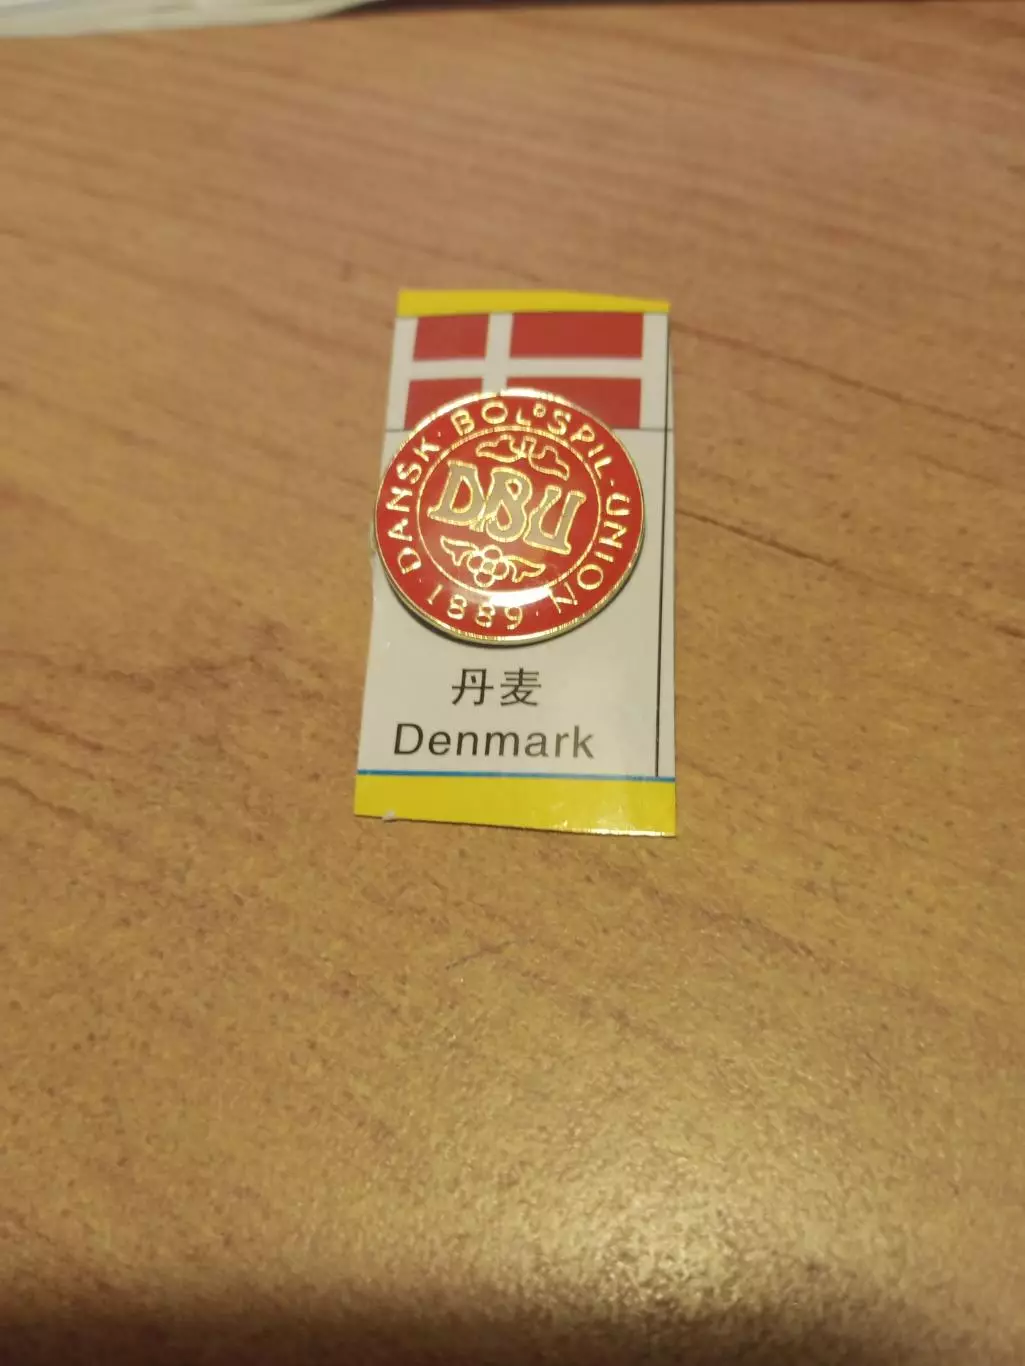 DANSK·BOLDSPIL-UNION
DBU
·1889·
丹麦
Denmark